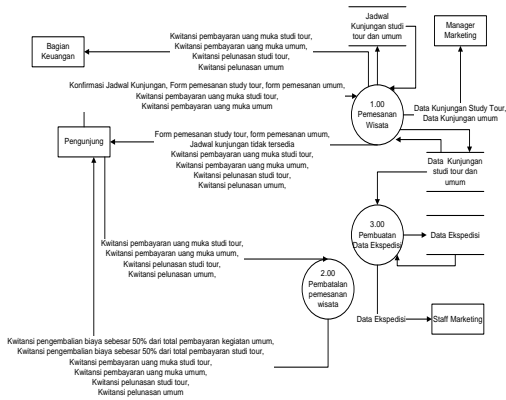 Jadwal
Kunjungan studi
tour dan umum
Manager
Marketing
Bagian
Keuangan
Kwitansi pembayaran uang muka studi tour,
Kwitansi pembayaran uang muka umum,
Kwitansi pelunasan studi tour,
Kwitansi pelunasan umum
Konfirmasi Jadwal Kunjungan, Form pemesanan study tour, form pemesanan umum,
Kwitansi pembayaran uang muka studi tour,
Kwitansi pembayaran uang muka umum
1.00
Pemesanan
Wisata
Data Kunjungan Study Tour,
Data Kunjungan umum
Pengunjung
Form pemesanan study tour, form pemesanan umum,
Jadwal kunjungan tidak tersedia
Kwitansi pembayaran uang muka studi tour,
Kwitansi pembayaran uang muka umum,
Kwitansi pelunasan studi tour,
Kwitansi pelunasan umum,
Data Kunjungan
studi tour dan
umum
3.00
Pembuatan
Data Ekspedisi
Data Ekspedisi
Kwitansi pembayaran uang muka studi tour,
Kwitansi pembayaran uang muka umum,
Kwitansi pelunasan studi tour,
Kwitansi pelunasan umum,
2.00
Pembatalan
pemesanan
wisata
Data Ekspedisi
Staff Marketing
Kwitansi pengembalian biaya sebesar 50% dari total pembayaran kegiatan umum,
Kwitansi pengembalian biaya sebesar 50% dari total pembayaran studi tour,
Kwitansi pembayaran uang muka studi tour,
Kwitansi pembayaran uang muka umum,
Kwitansi pelunasan studi tour,
Kwitansi pelunasan umum